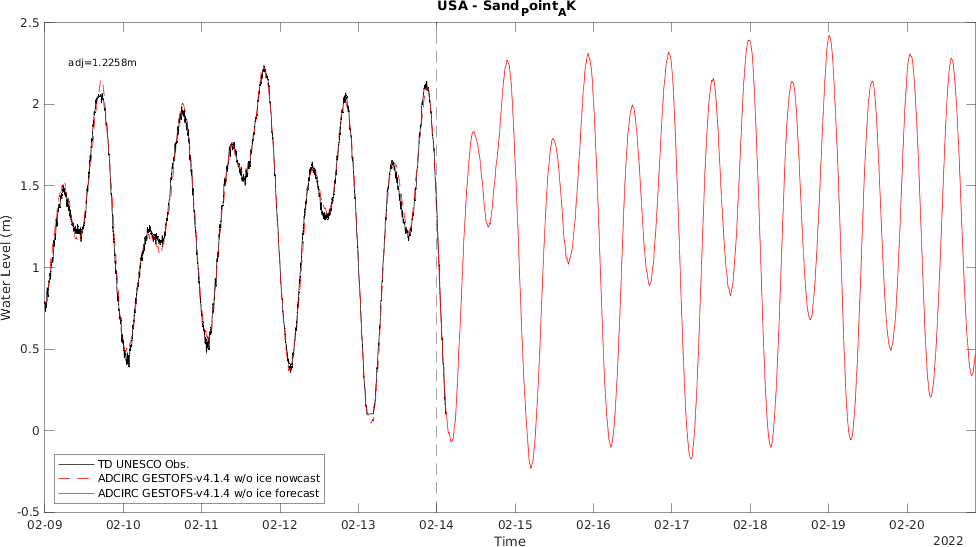 USA - Sand_Point_AK
adj=1.2258m
2.5
2
1.5
1
0.5
0
-0.5
Water Level (m)
TD UNESCO Obs.
ADCIRC GESTOFS-v4.1.4 w/o ice nowcast
ADCIRC GESTOFS-v4.1.4 w/o ice forecast
02-09 02-10 02-11 02-12 02-13 02-14 02-15 02-16 02-17 02-18 02-19 02-20
Time
2022